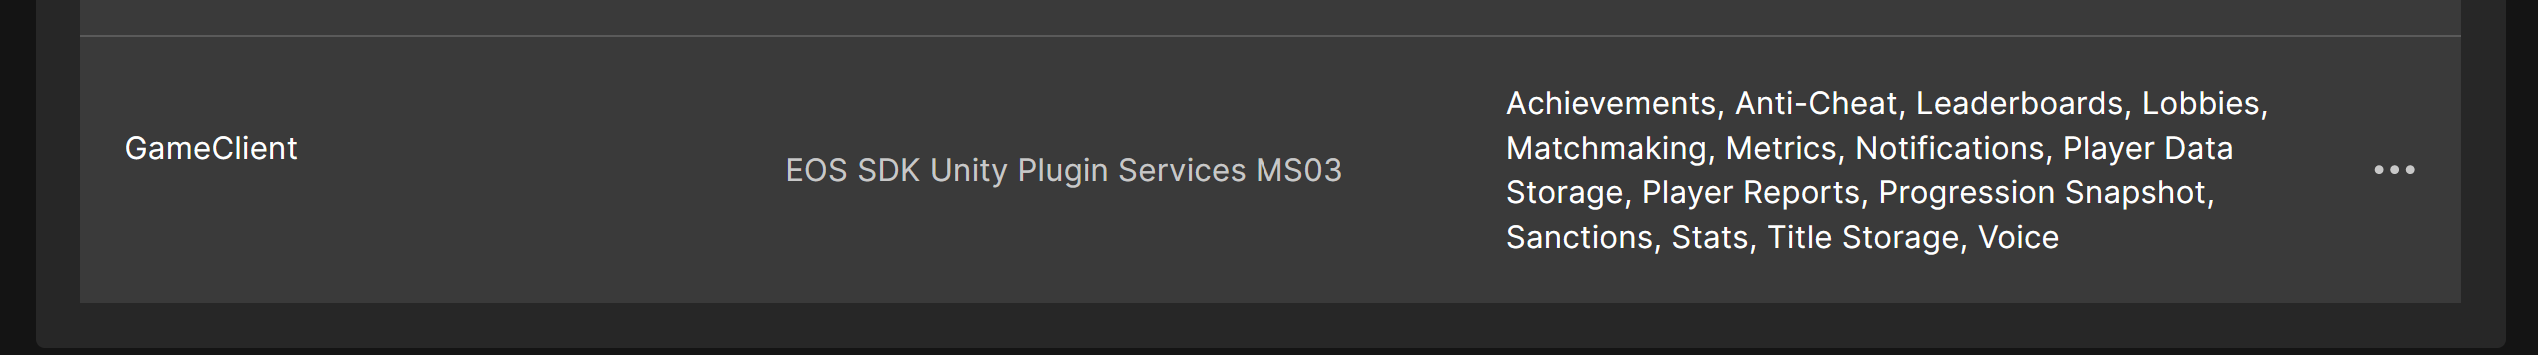 GameClient
EOS SDK Unity Plugin Services MS03
Achievements, Anti-Cheat, Leaderboards, Lobbies,
Matchmaking, Metrics, Notifications, Player Data
Storage, Player Reports, Progression Snapshot,
Sanctions, Stats, Title Storage, Voice